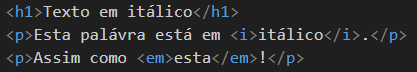 <h1>Texto em itálico</h1>
<p>Esta palávra está em <i>itálico</i>.</p>
<p>Assim como <em>esta</em>!</p>